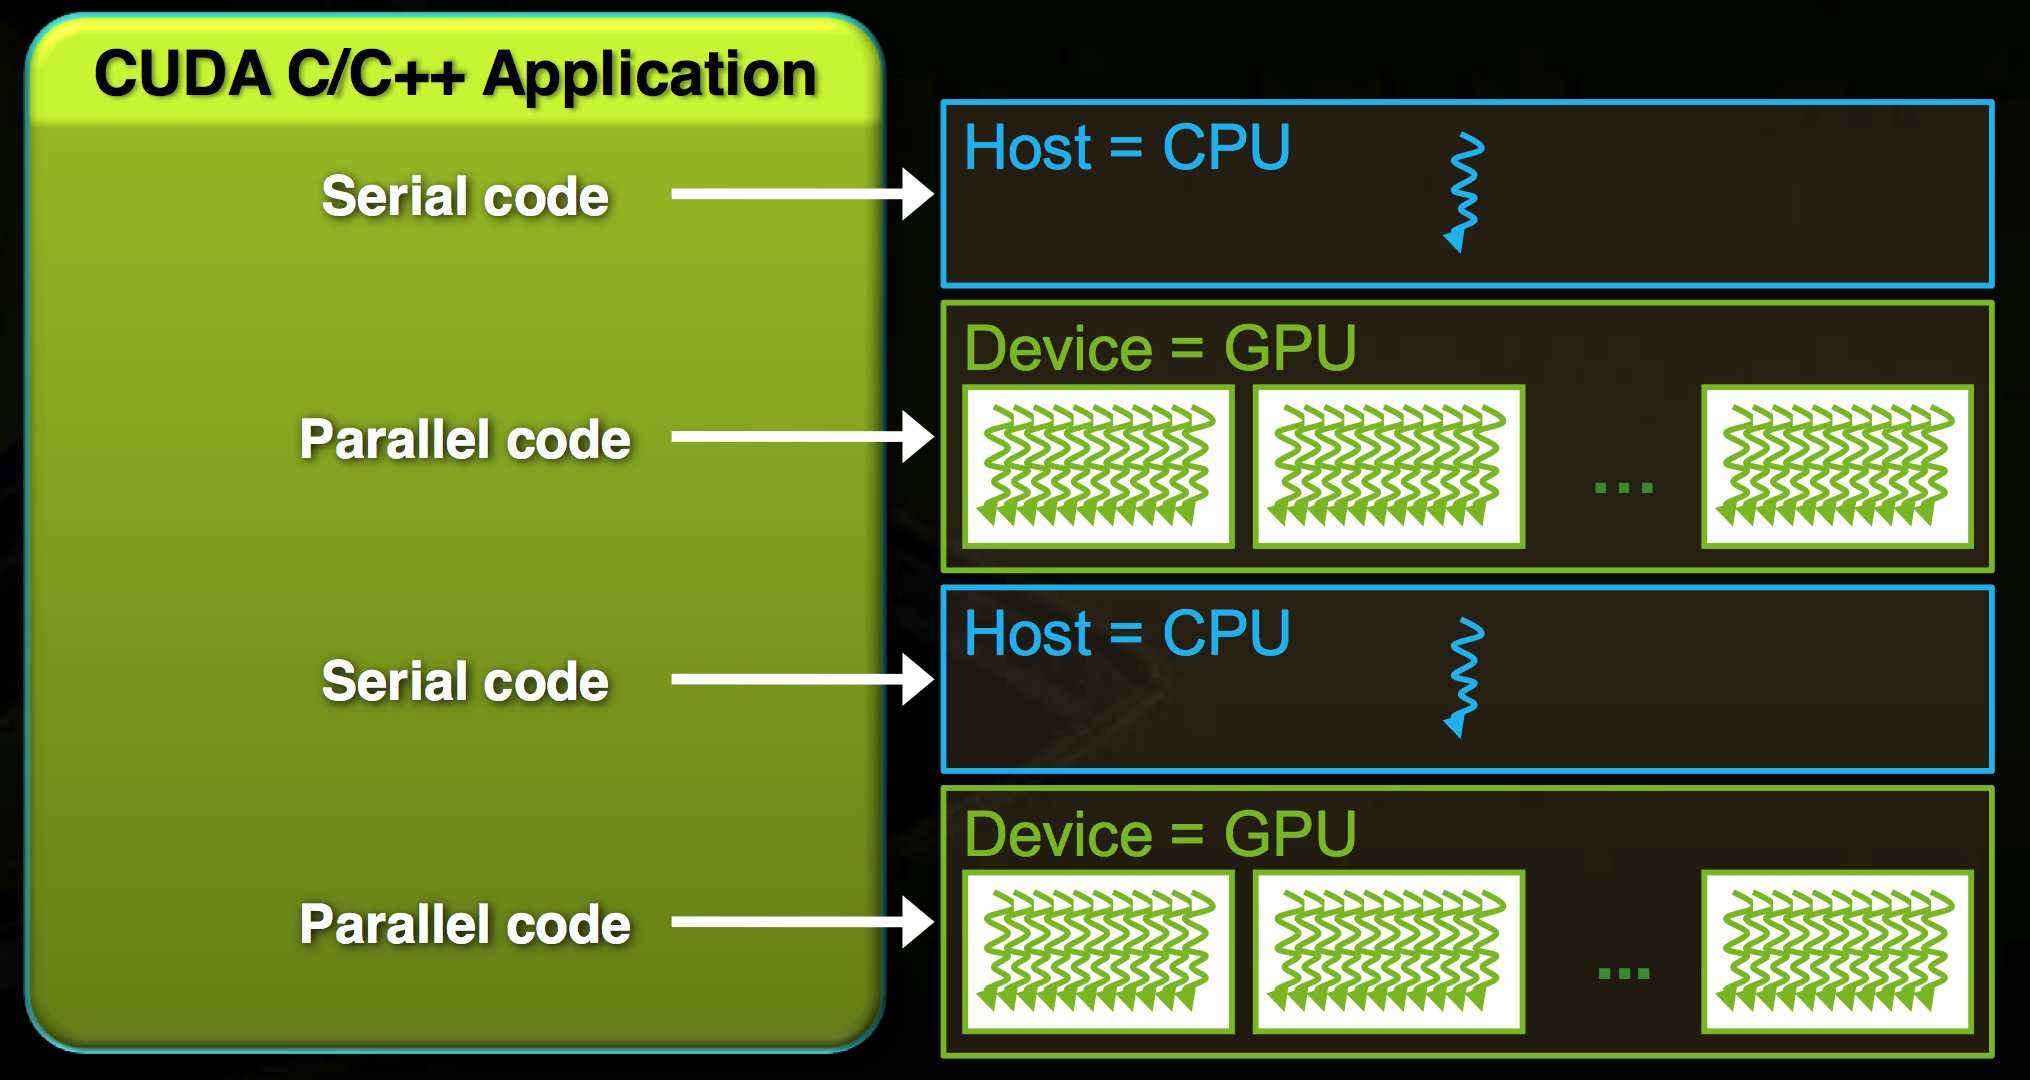 CUDA C/C++ Application
Serial code
Host = CPU
Parallel code
Device = GPU
...
Serial code
Host = CPU
Parallel code
Device = GPU
...